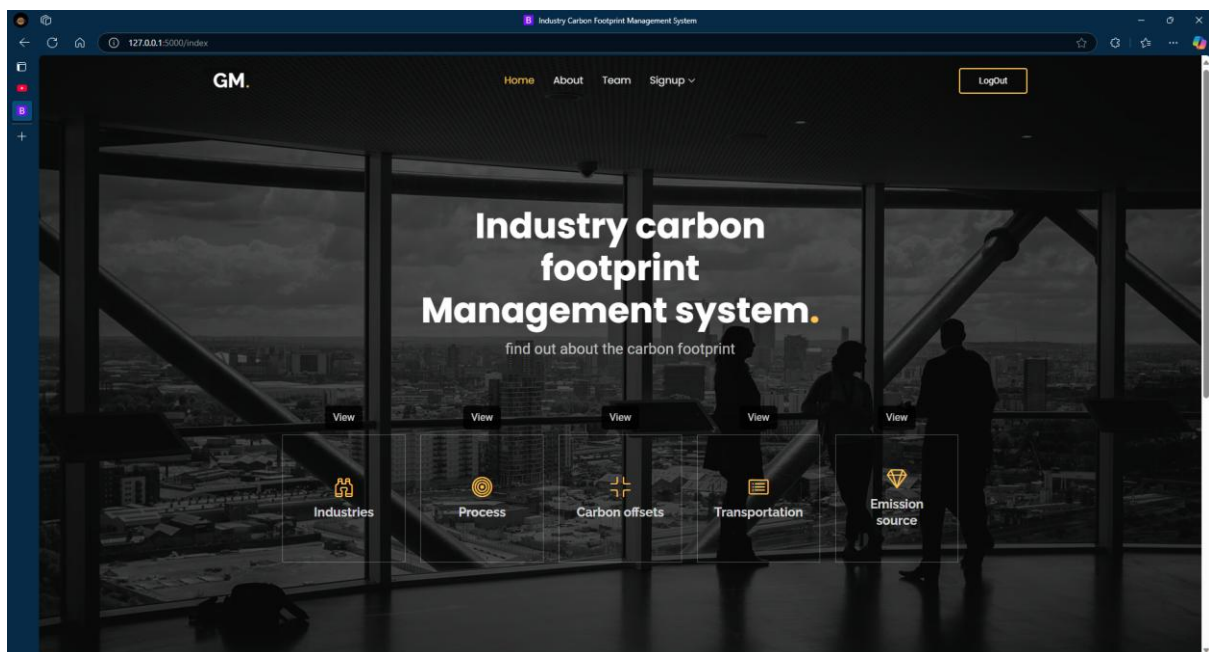 B Industry Carbon Footprint Management System
127.0.0.1:5000/index
B
GM.
Home About Team Signup
LogOut
Industry carbon
footprint
Management system.
find out about the carbon footprint
View View View View View
Industries Process Carbon offsets Transportation Emission
source